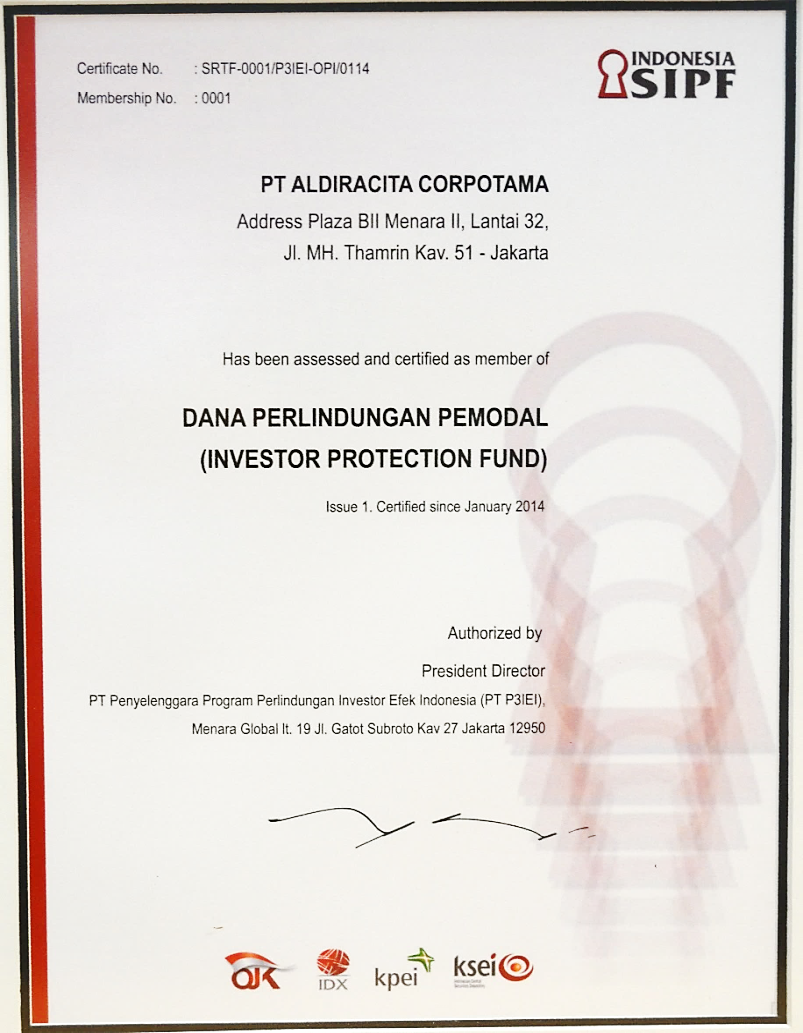 Certificate No. : SRTF-0001/P3IEI-OPI/0114
Membership No. : 0001
INDONESIA
SIPF
PT ALDIRACITA CORPOTAMA
Address Plaza BII Menara II, Lantai 32,
Jl. MH. Thamrin Kav. 51 - Jakarta
Has been assessed and certified as member of
DANA PERLINDUNGAN PEMODAL
(INVESTOR PROTECTION FUND)
Issue 1. Certified since January 2014
Authorized by
President Director
PT Penyelenggara Program Perlindungan Investor Efek Indonesia (PT P3IEI),
Menara Global lt. 19 Jl. Gatot Subroto Kav 27 Jakarta 12950
OJK
IDX
kpei
ksei